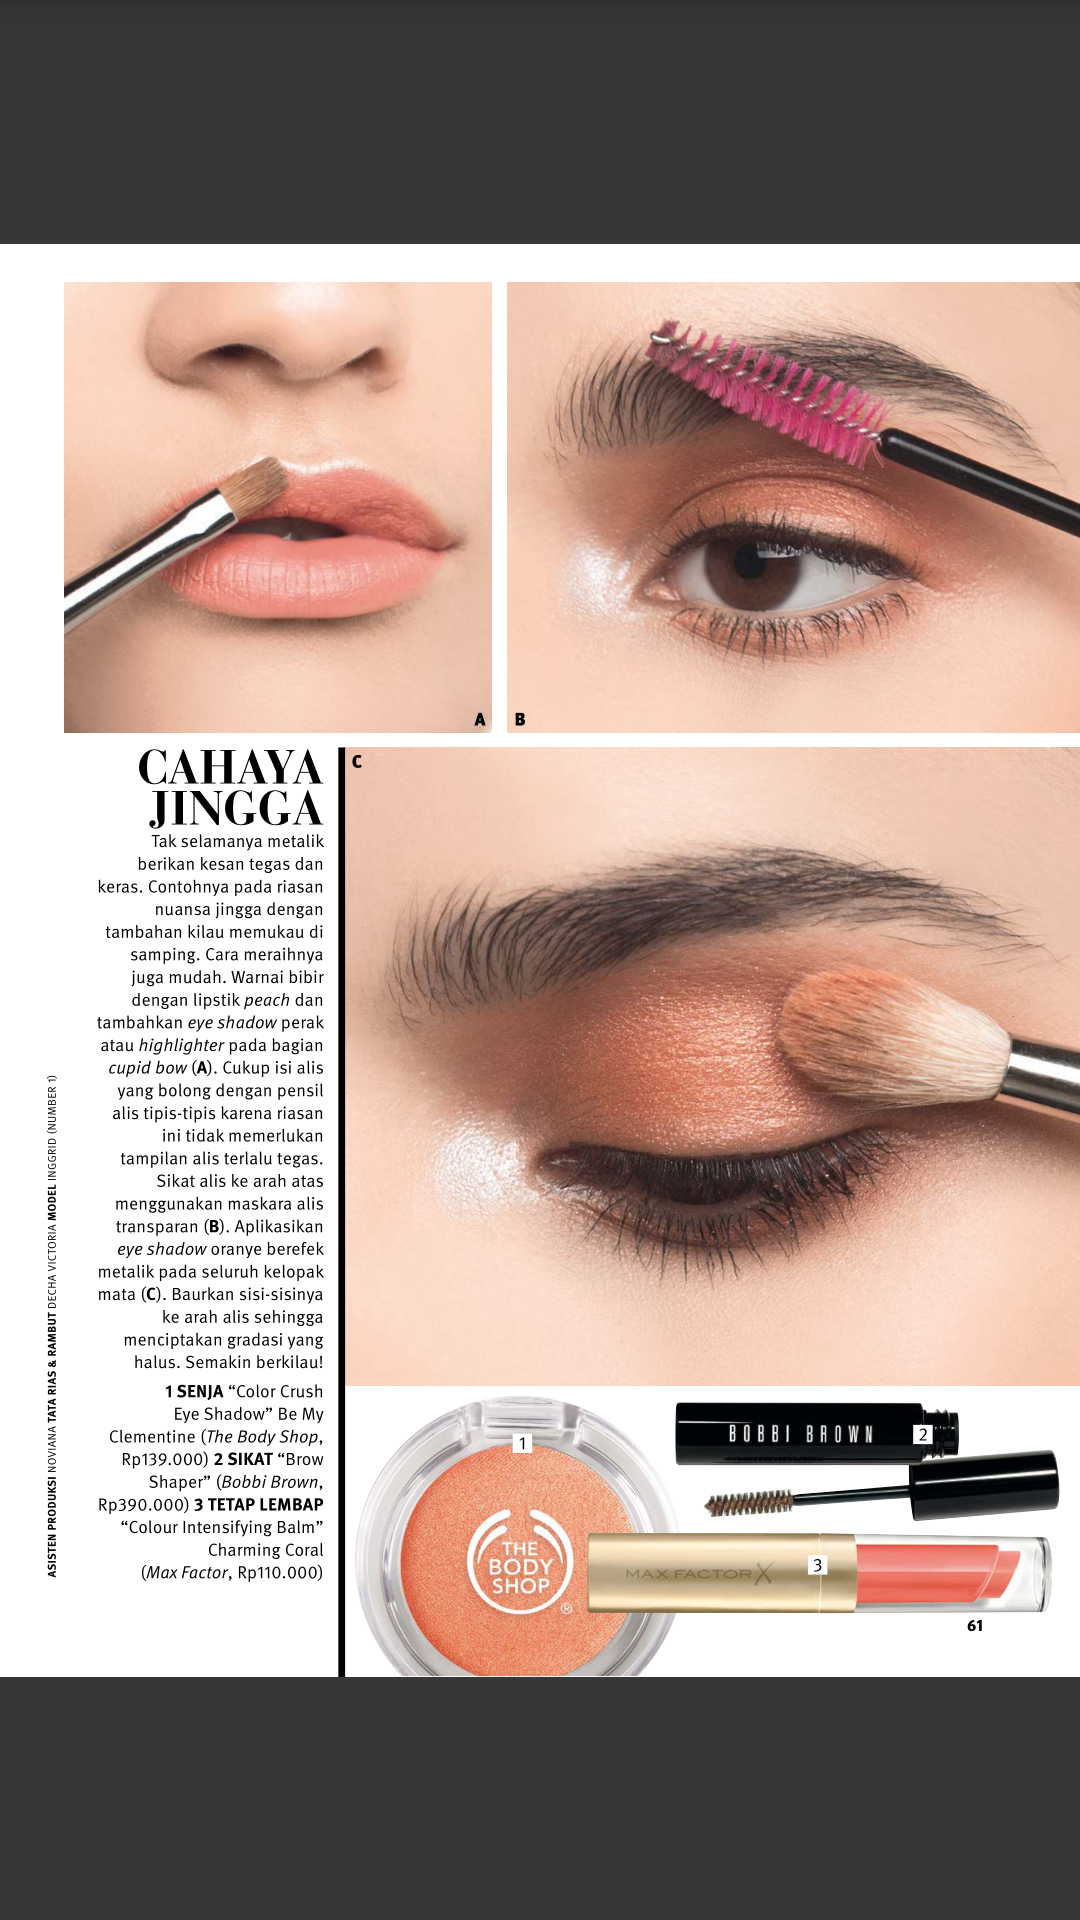 A
B
CAHAYA
JINGGA
Tak selamanya metalik
berikan kesan tegas dan
keras. Contohnya pada riasan
nuansa jingga dengan
tambahan kilau memukau di
samping. Cara meraihnya
juga mudah. Warnai bibir
dengan lipstik peach dan
tambahkan eye shadow perak
atau highlighter pada bagian
cupid bow (A). Cukup isi alis
yang bolong dengan pensil
alis tipis-tipis karena riasan
ini tidak memerlukan
tampilan alis terlalu tegas.
Sikat alis ke arah atas
menggunakan maskara alis
transparan (B). Aplikasikan
eye shadow oranye berefek
metalik pada seluruh kelopak
mata (C). Baurkan sisi-sisinya
ke arah alis sehingga
menciptakan gradasi yang
halus. Semakin berkilau!
1 SENJA “Color Crush
Eye Shadow” Be My
Clementine (The Body Shop,
Rp139.000) 2 SIKAT “Brow
Shaper” (Bobbi Brown,
Rp390.000) 3 TETAP LEMBAP
“Colour Intensifying Balm”
Charming Coral
(Max Factor, Rp110.000)
ASISTEN PRODUKSI NOVIANA TATA RIAS & RAMBUT DECHA VICTORIA MODEL INGGRID (NUMBER 1)
C
1
THE
BODY
SHOP
®
BOBBI BROWN
2
MAX FACTOR X
3
61